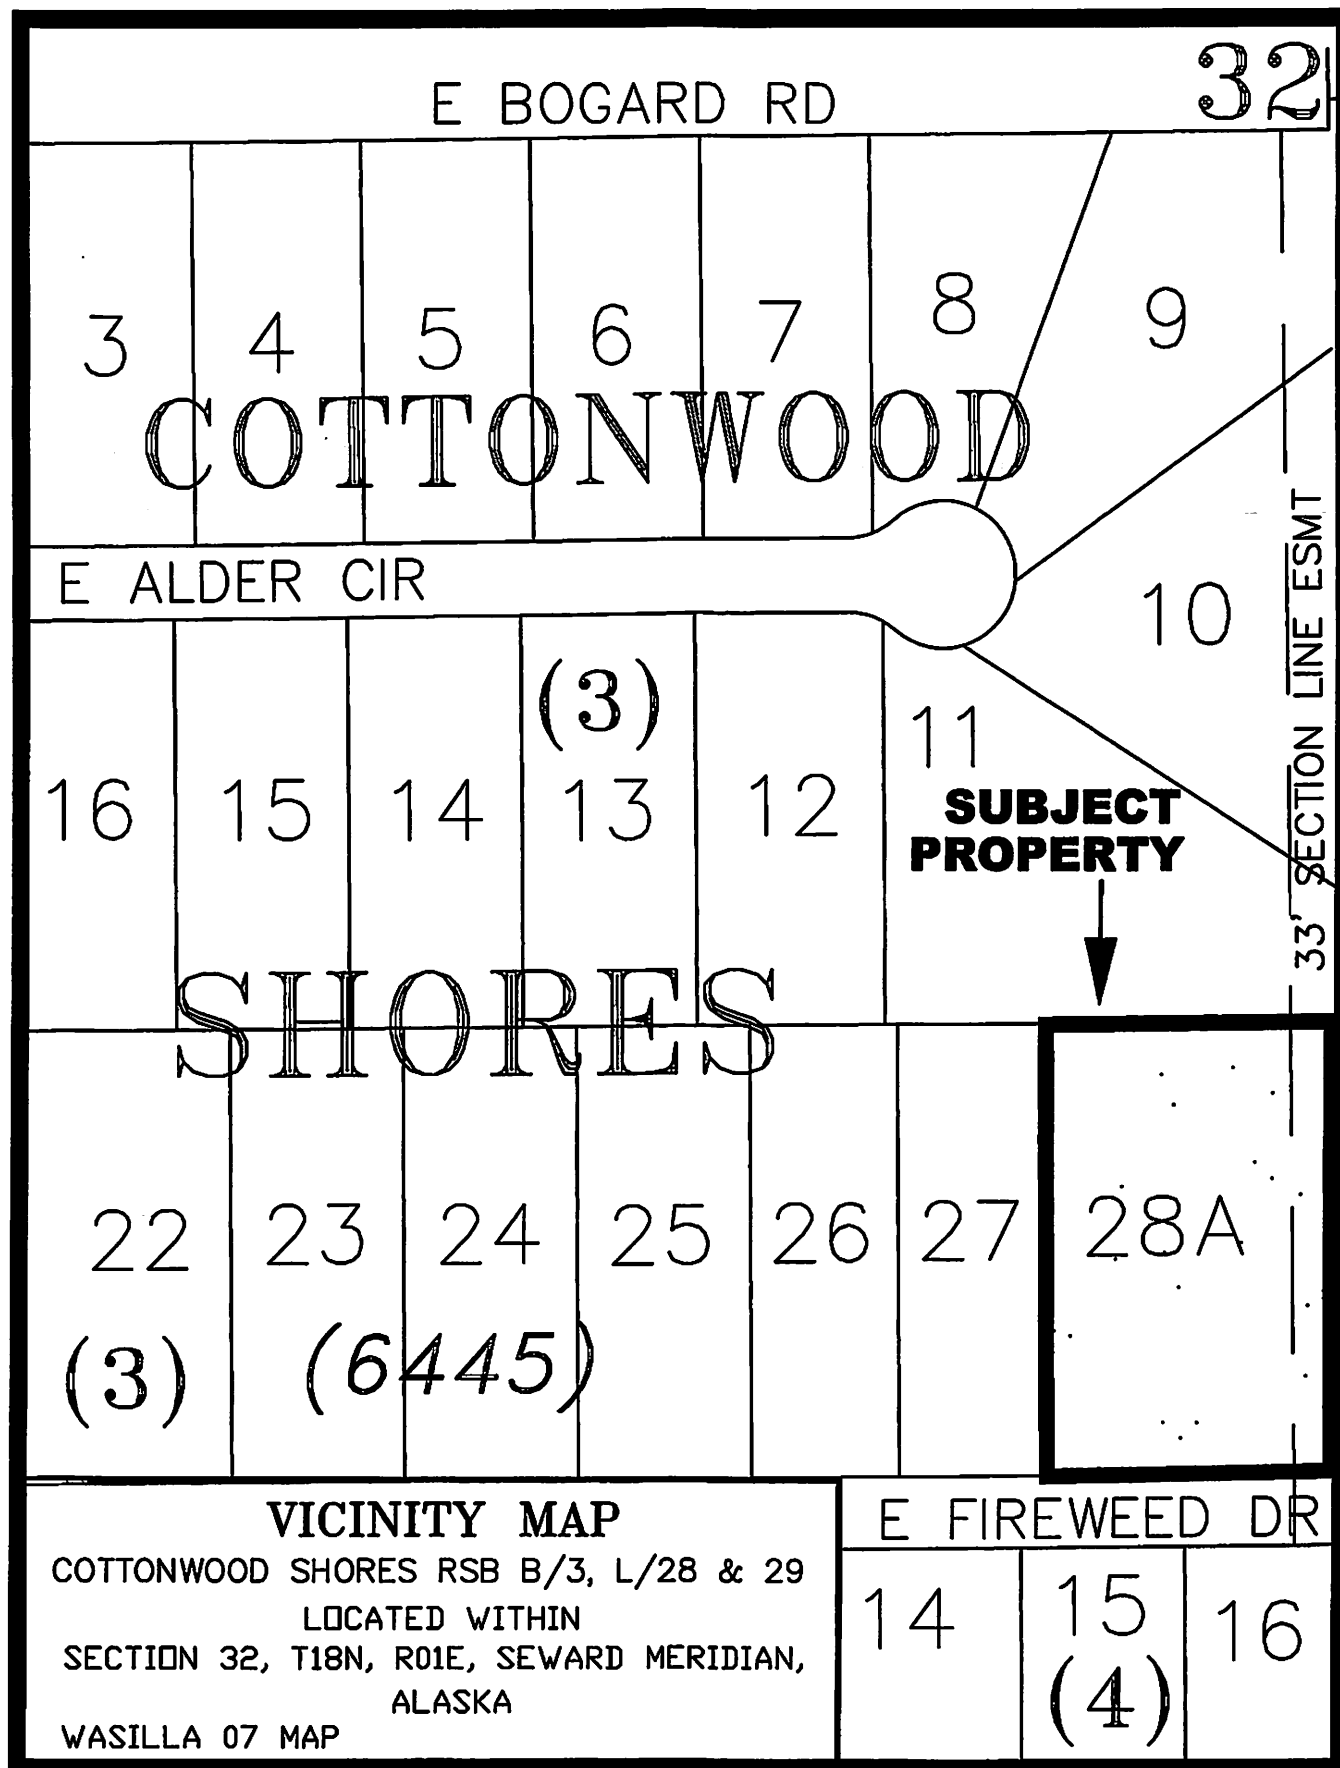 32
E BOGARD RD
3 4 5 6 7 8 9
COTTONWOOD
E ALDER CIR
10
(3)
11
16 15 14 13 12
SUBJECT
PROPERTY
33' SECTION LINE ESMT
SHORES
22 23 24 25 26 27 28A
(3) (6445)
VICINITY MAP
COTTONWOOD SHORES RSB B/3, L/28 & 29
LOCATED WITHIN
SECTION 32, T18N, R01E, SEWARD MERIDIAN,
ALASKA
WASILLA 07 MAP
E FIREWEED DR
14 15 16
(4)